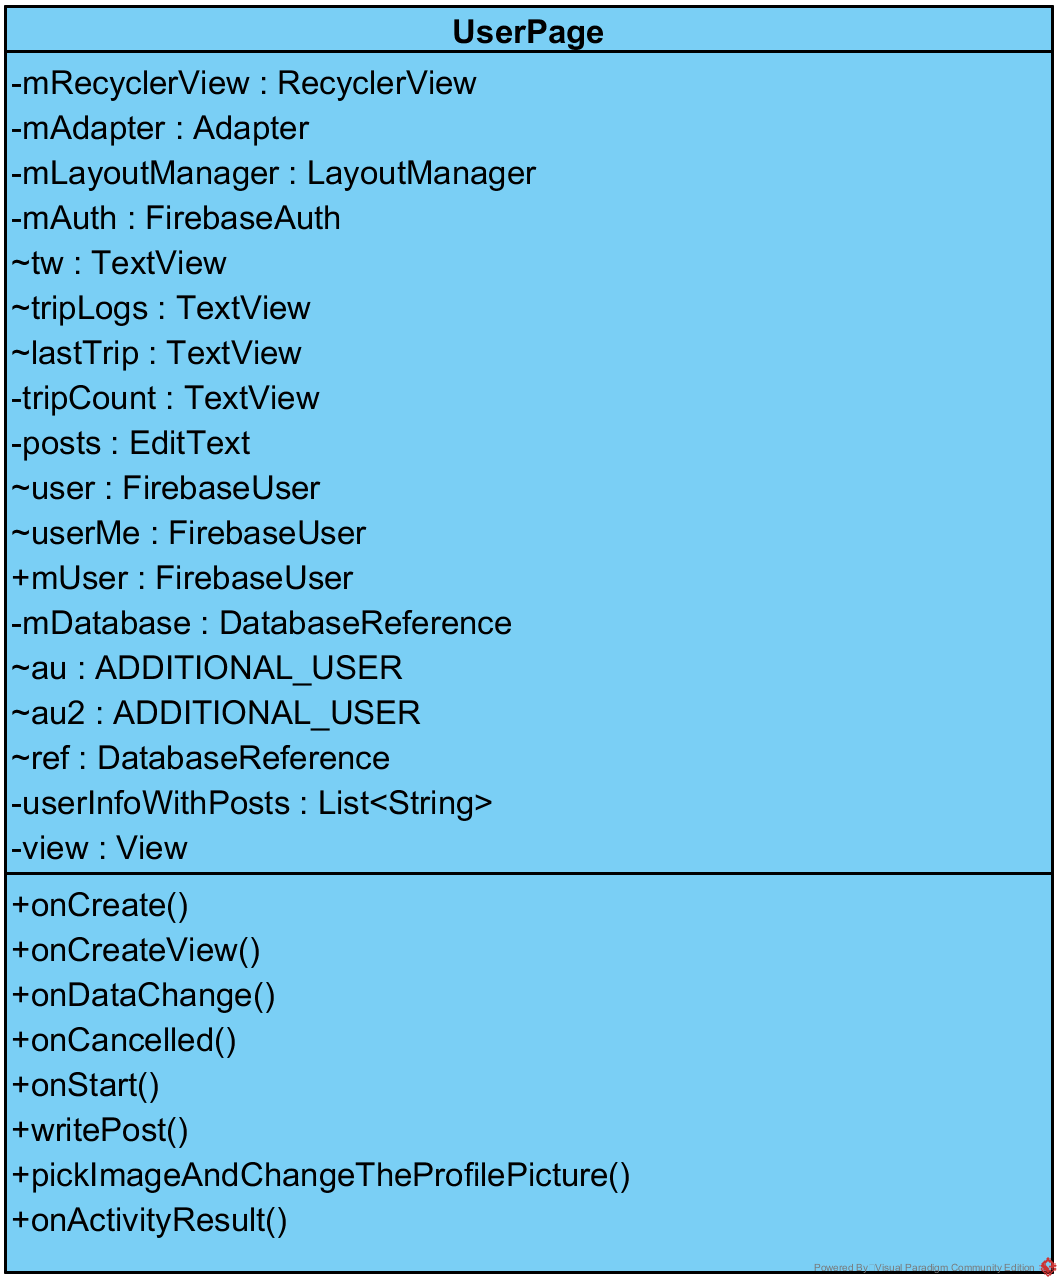 UserPage
-mRecyclerView : RecyclerView
-mAdapter : Adapter
-mLayoutManager : LayoutManager
-mAuth : FirebaseAuth
~tw : TextView
~tripLogs : TextView
~lastTrip : TextView
-tripCount : TextView
-posts : EditText
~user : FirebaseUser
~userMe : FirebaseUser
+mUser : FirebaseUser
-mDatabase : DatabaseReference
~au : ADDITIONAL_USER
~au2 : ADDITIONAL_USER
~ref : DatabaseReference
-userInfoWithPosts : List<String>
-view : View
+onCreate()
+onCreateView()
+onDataChange()
+onCancelled()
+onStart()
+writePost()
+pickImageAndChangeTheProfilePicture()
+onActivityResult()
Powered By Visual Paradigm Community Edition